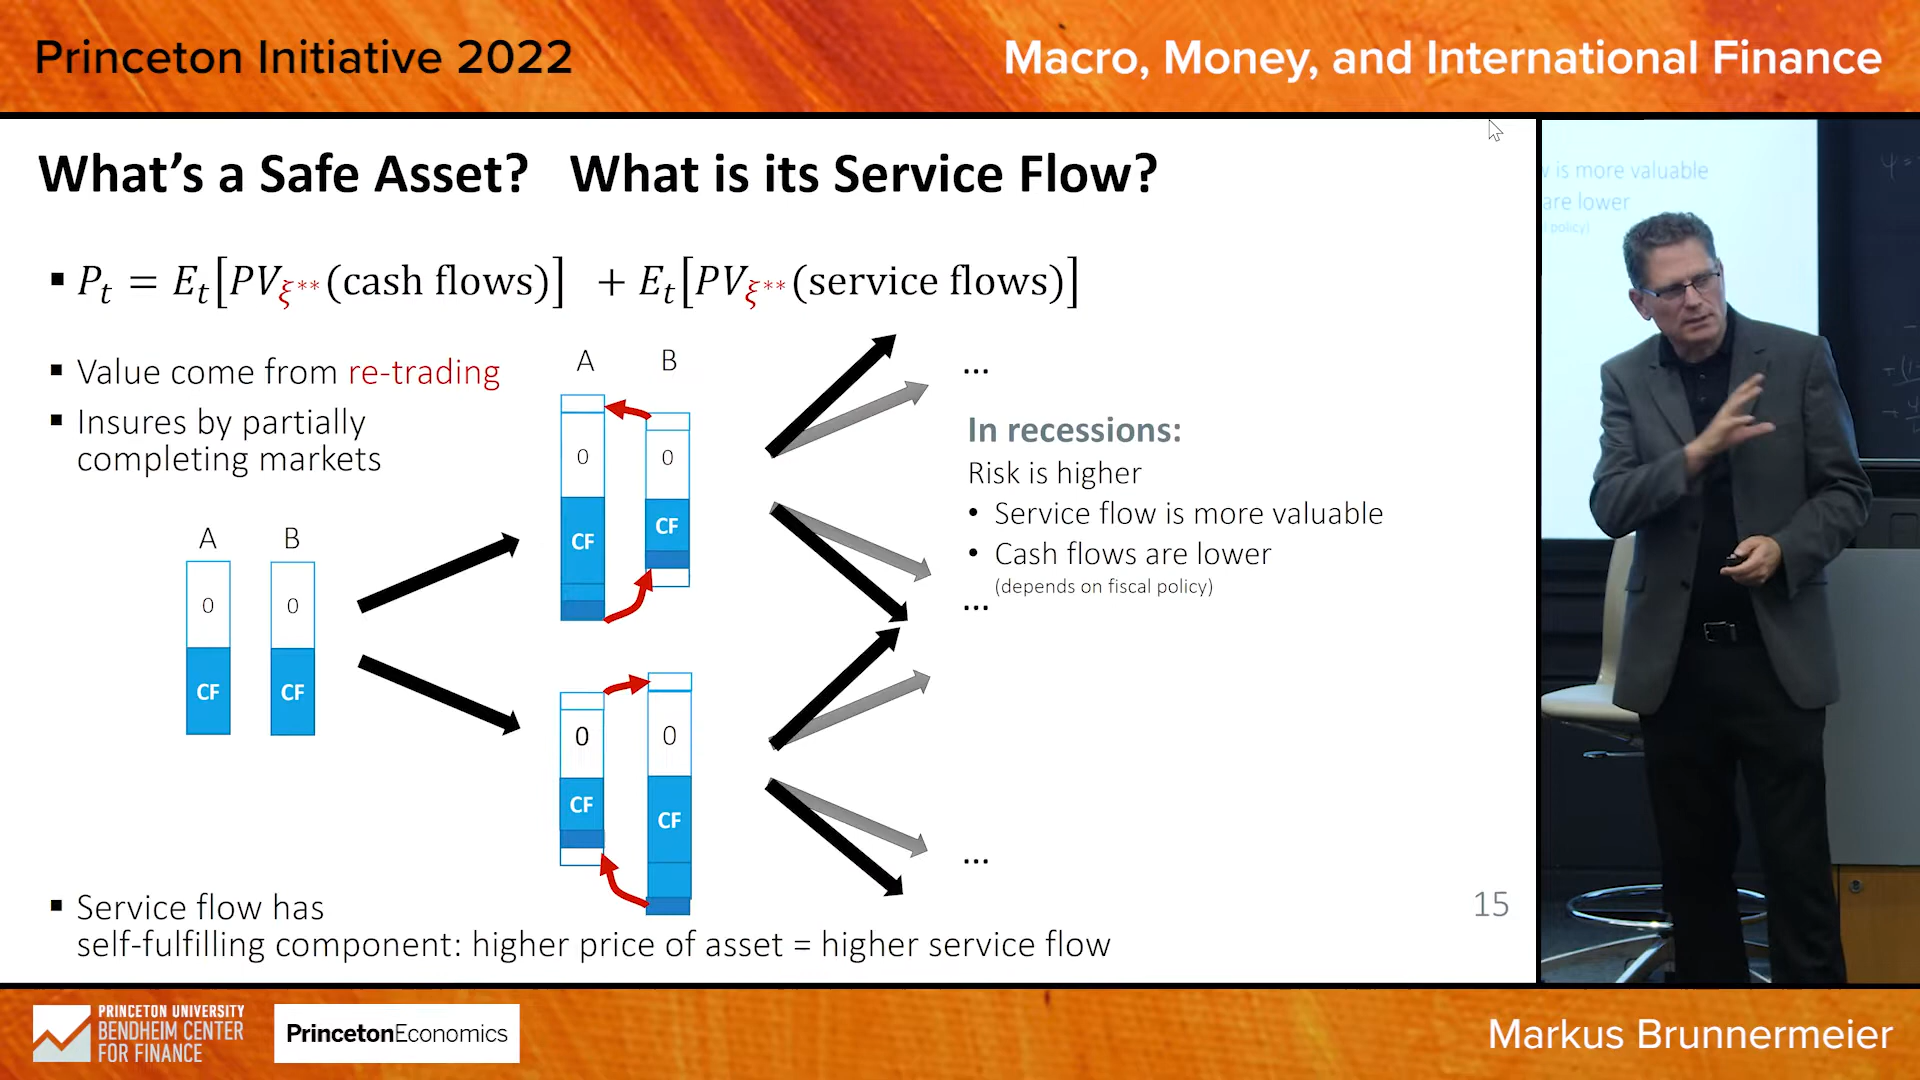 Princeton Initiative 2022
Macro, Money, and International Finance
What's a Safe Asset? What is its Service Flow?
▪ P_t = E_t[PV_ξ**(cash flows)] + E_t[PV_ξ**(service flows)]
▪ Value come from re-trading
▪ Insures by partially
completing markets
A B
0 0
CF CF
A B
0 0
CF CF
0 0
CF CF
...
In recessions:
Risk is higher
• Service flow is more valuable
• Cash flows are lower
(depends on fiscal policy)
...
...
▪ Service flow has
self-fulfilling component: higher price of asset = higher service flow
15
is more valuable
are lower
policy)
PRINCETON UNIVERSITY
BENDHEIM CENTER
FOR FINANCE
PrincetonEconomics
Markus Brunnermeier